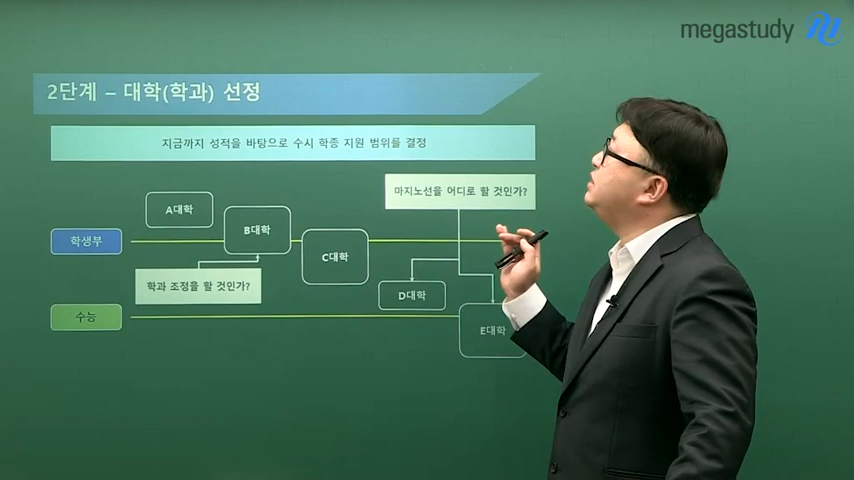 megastudy
2단계 – 대학(학과) 선정
지금까지 성적을 바탕으로 수시 학종 지원 범위를 결정
마지노선을 어디로 할 것인가?
A대학
B대학
학생부
C대학
학과 조정을 할 것인가?
D대학
수능
E대학